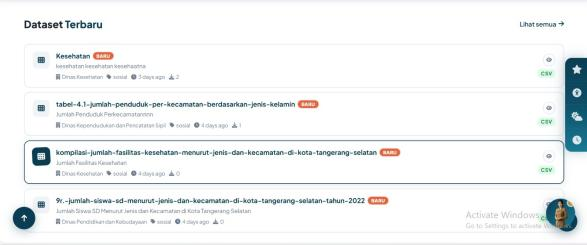 Dataset Terbaru
Lihat semua →
Kesehatan BARU
kesehatan kesehatan kesehaatna
Dinas Kesehatan sosial 3 days ago 2
CSV
tabel-4.1-jumlah-penduduk-per-kecamatan-berdasarkan-jenis-kelamin BARU
Jumlah Penduduk Perkecamatannn
Dinas Kependudukan dan Pencatatan Sipil sosial 4 days ago 1
CSV
kompilasi-jumlah-fasilitas-kesehatan-menurut-jenis-dan-kecamatan-di-kota-tangerang-selatan BARU
Jumlah Fasilitas Kesehatan
Dinas Kesehatan sosial 4 days ago 0
CSV
9r.-jumlah-siswa-sd-menurut-jenis-dan-kecamatan-di-kota-tangerang-selatan-tahun-2022 BARU
Jumlah Siswa SD Menurut Jenis dan Kecamatan di Kota Tangerang Selatan
Dinas Pendidikan dan Kebudayaan sosial 4 days ago 0
Activate Windows
Go to Settings to activate